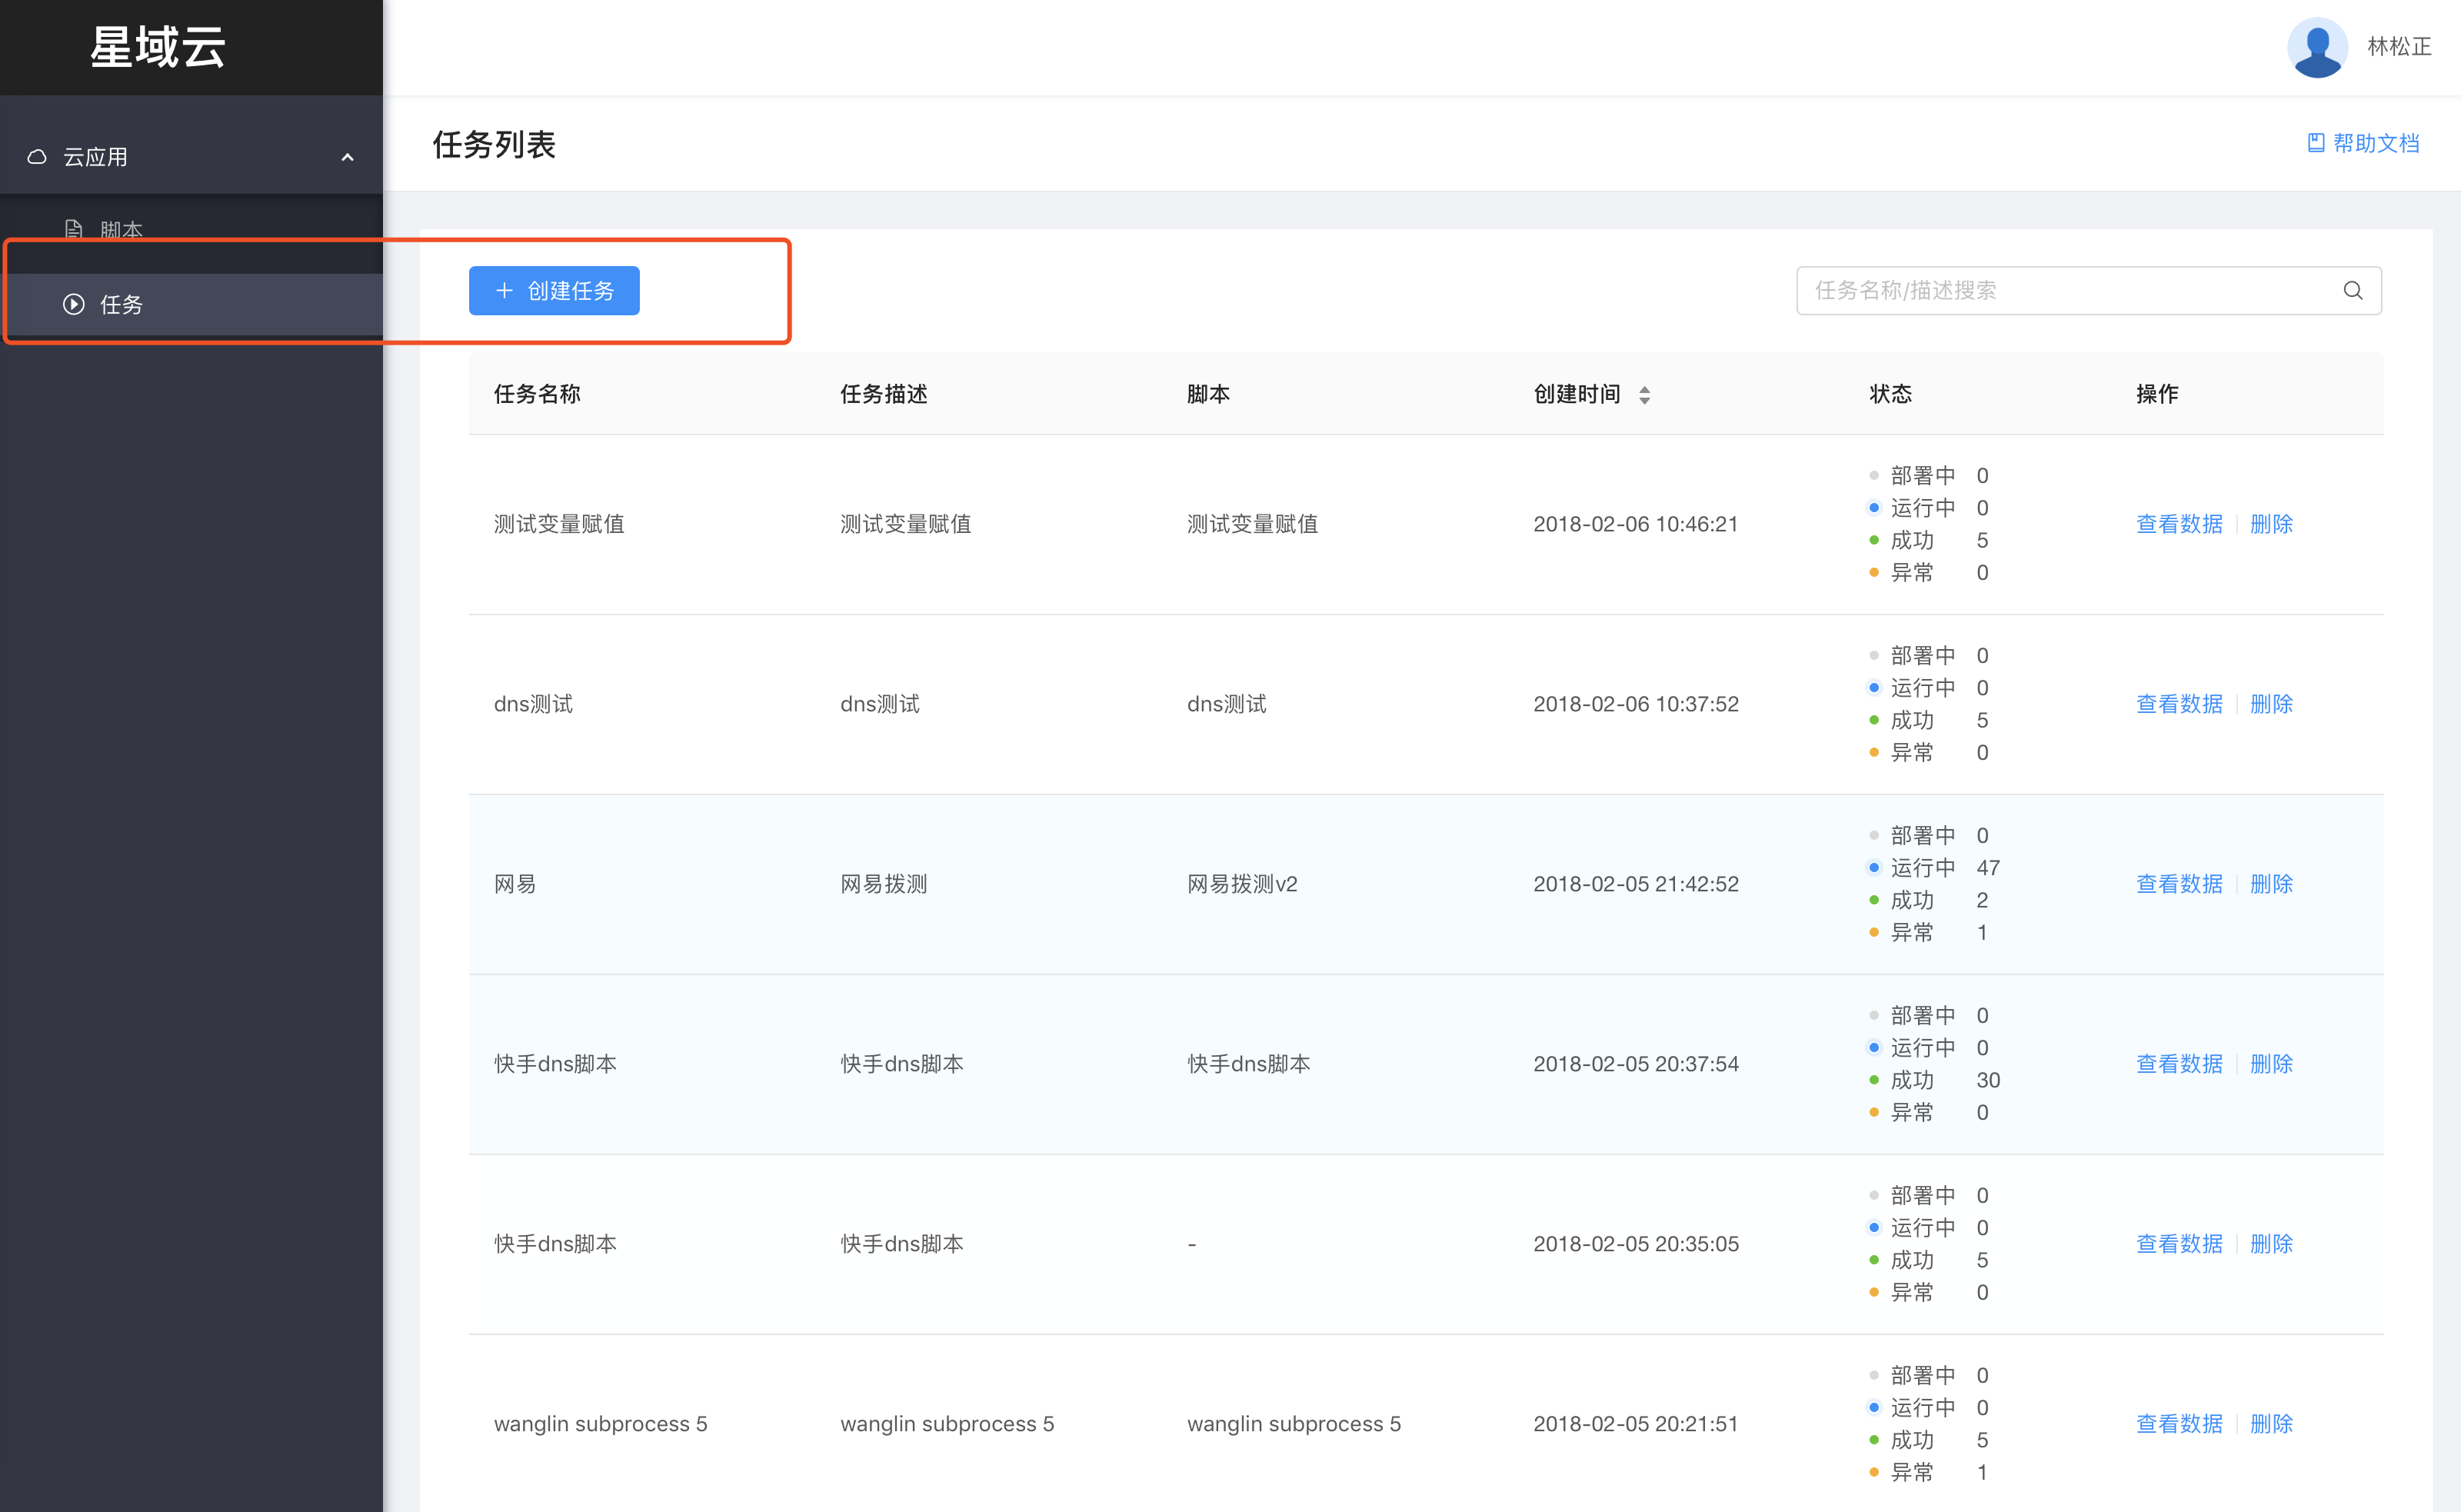 星域云
林松正
云应用
脚本
任务
任务列表
帮助文档
创建任务
任务名称/描述搜索
任务名称 任务描述 脚本 创建时间 状态 操作
部署中 0
运行中 0
测试变量赋值 测试变量赋值 测试变量赋值 2018-02-06 10:46:21 查看数据 删除
成功 5
异常 0
部署中 0
运行中 0
dns测试 dns测试 dns测试 2018-02-06 10:37:52 查看数据 删除
成功 5
异常 0
部署中 0
运行中 47
网易 网易拨测 网易拨测v2 2018-02-05 21:42:52 查看数据 删除
成功 2
异常 1
部署中 0
运行中 0
快手dns脚本 快手dns脚本 快手dns脚本 2018-02-05 20:37:54 查看数据 删除
成功 30
异常 0
部署中 0
运行中 0
快手dns脚本 快手dns脚本 - 2018-02-05 20:35:05 查看数据 删除
成功 5
异常 0
部署中 0
运行中 0
wanglin subprocess 5 wanglin subprocess 5 wanglin subprocess 5 2018-02-05 20:21:51 查看数据 删除
成功 5
异常 1